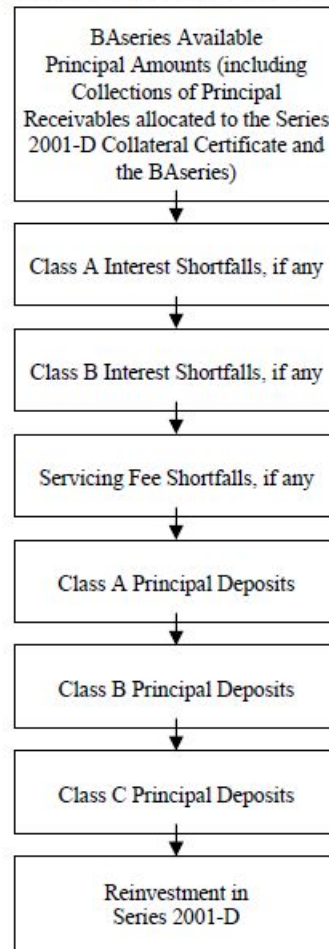 BAseries Available
Principal Amounts (including
Collections of Principal
Receivables allocated to the Series
2001-D Collateral Certificate and
the BAseries)
Class A Interest Shortfalls, if any
Class B Interest Shortfalls, if any
Servicing Fee Shortfalls, if any
Class A Principal Deposits
Class B Principal Deposits
Class C Principal Deposits
Reinvestment in
Series 2001-D